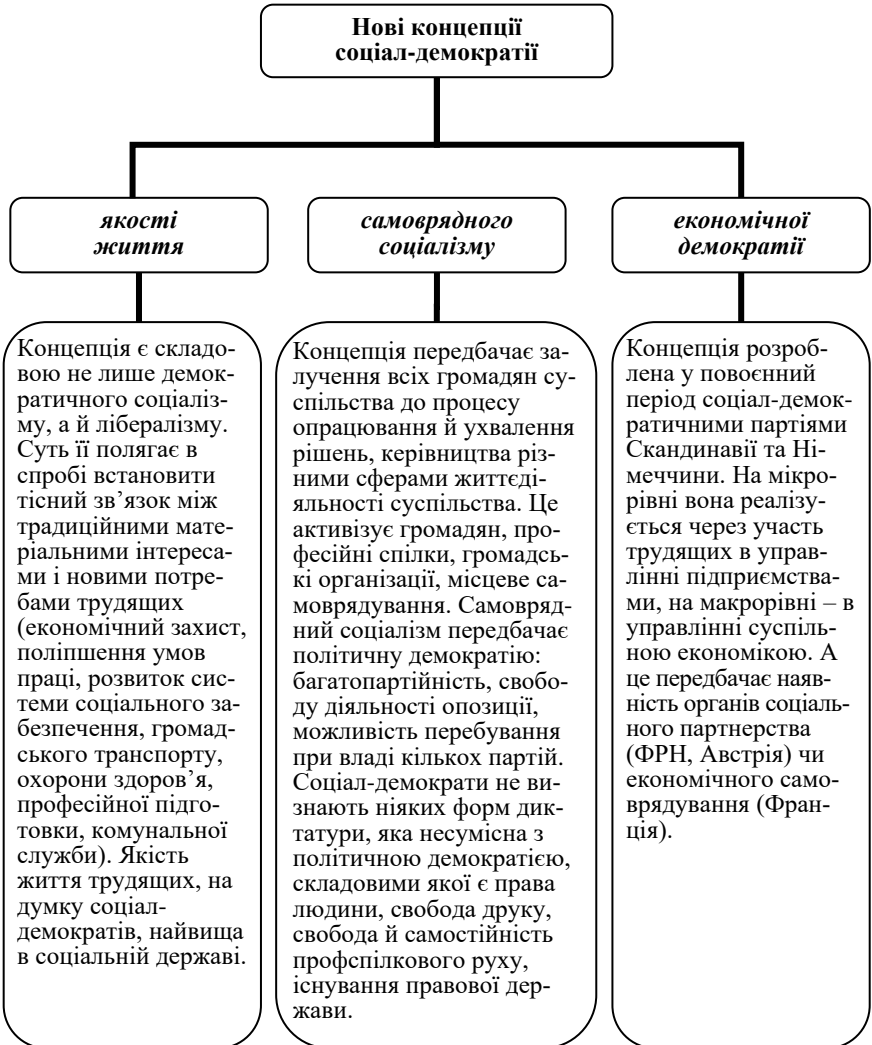 Нові концепції
соціал-демократії
якості
життя
самоврядного
соціалізму
економічної
демократії
Концепція є складо-
вою не лише демок-
ратичного соціаліз-
му, а й лібералізму.
Суть її полягає в
спробі встановити
тісний зв’язок між
традиційними мате-
ріальними інтереса-
ми і новими потре-
бами трудящих
(економічний захист,
поліпшення умов
праці, розвиток сис-
теми соціального за-
безпечення, громад-
ського транспорту,
охорони здоров’я,
професійної підго-
товки, комунальної
служби). Якість
життя трудящих, на
думку соціал-
демократів, найвища
в соціальній державі.
Концепція передбачає за-
лучення всіх громадян су-
спільства до процесу
опрацювання й ухвалення
рішень, керівництва різ-
ними сферами життєді-
яльності суспільства. Це
активізує громадян, про-
фесійні спілки, громадсь-
кі організації, місцеве са-
моврядування. Самовряд-
ний соціалізм передбачає
політичну демократію:
багатопартійність, свобо-
ду діяльності опозиції,
можливість перебування
при владі кількох партій.
Соціал-демократи не ви-
знають ніяких форм дик-
татури, яка несумісна з
політичною демократією,
складовими якої є права
людини, свобода друку,
свобода й самостійність
профспілкового руху,
існування правової дер-
жави.
Концепція розроб-
лена у повоєнний
період соціал-демок-
ратичними партіями
Скандинавії та Ні-
меччини. На мікро-
рівні вона реалізу-
ється через участь
трудящих в управ-
лінні підприємства-
ми, на макрорівні – в
управлінні суспіль-
ною економікою. А
це передбачає наяв-
ність органів соціаль-
ного партнерства
(ФРН, Австрія) чи
економічного само-
врядування (Фран-
ція).